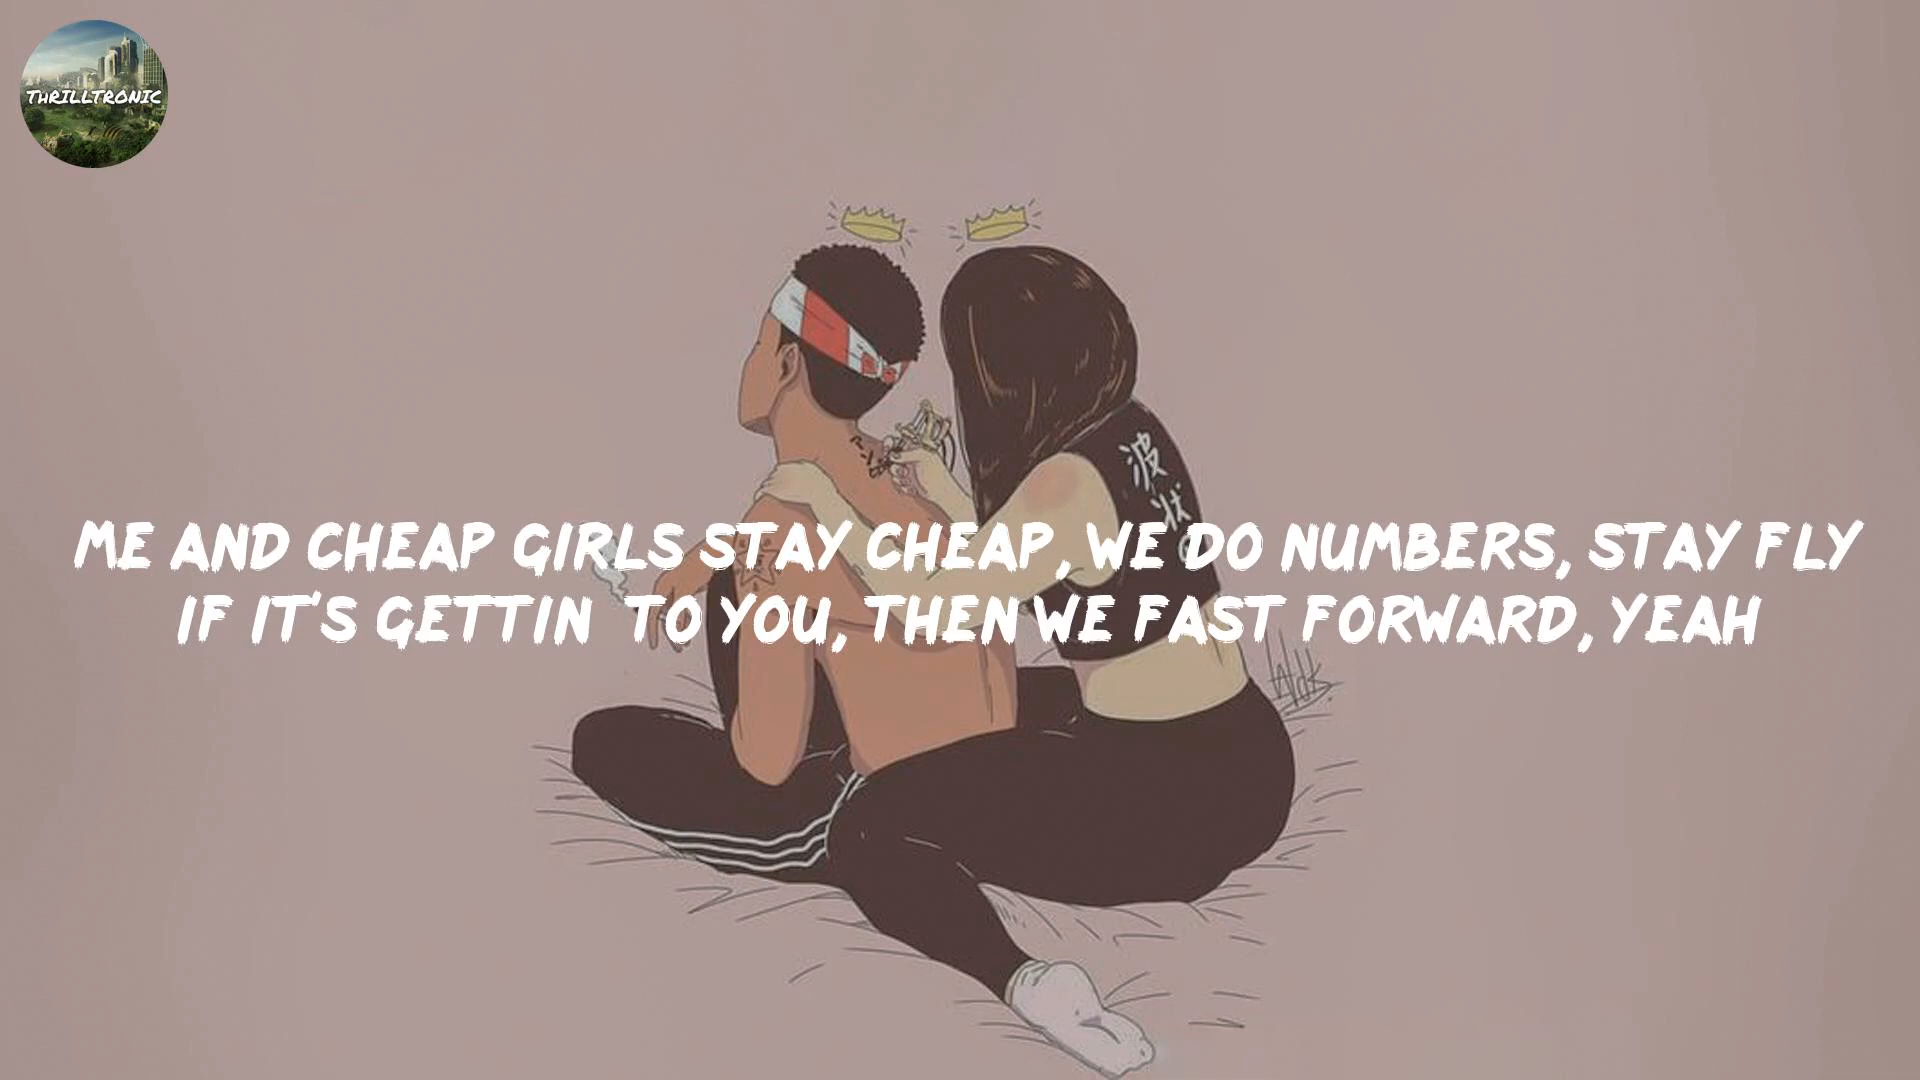 THRILLTRONIC
波
状
ME AND CHEAP GIRLS STAY CHEAP, WE DO NUMBERS, STAY FLY
IF IT'S GETTIN TO YOU, THEN WE FAST FORWARD, YEAH